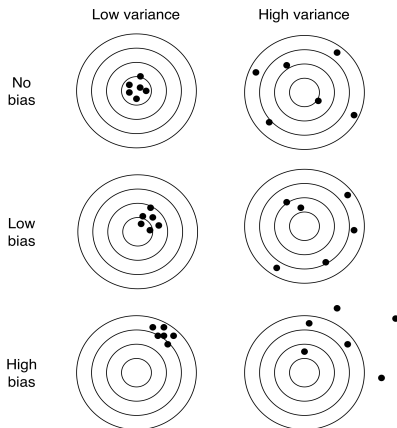 Low variance
High variance
No
bias
Low
bias
High
bias